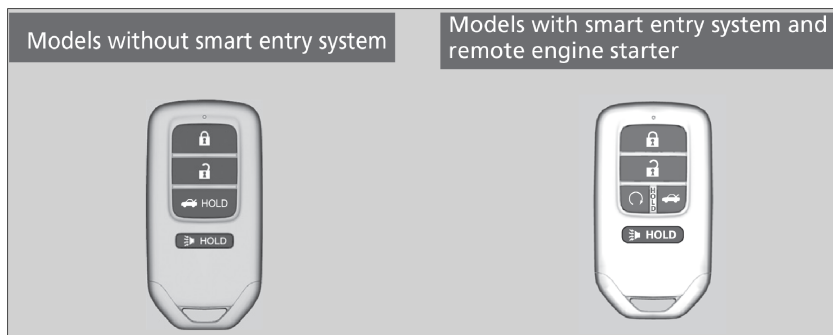 Models without smart entry system
Models with smart entry system and
remote engine starter
HOLD
HOLD
HOLD
HOLD